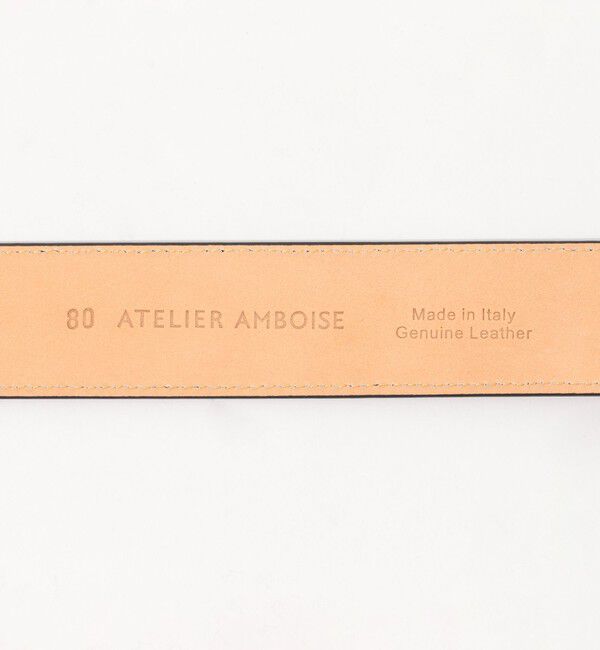 80 ATELIER AMBOISE
Made in Italy
Genuine Leather